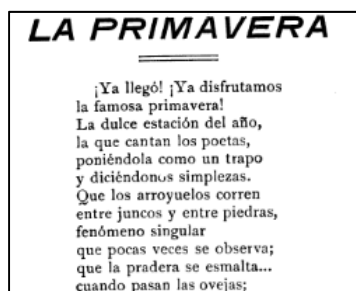 LA PRIMAVERA
¡Ya llegó! ¡Ya disfrutamos
la famosa primavera!
La dulce estación del año,
la que cantan los poetas,
poniéndola como un trapo
y diciéndonos simplezas.
Que los arroyuelos corren
entre juncos y entre piedras,
fenómeno singular
que pocas veces se observa;
que la pradera se esmalta...
cuando pasan las ovejas;